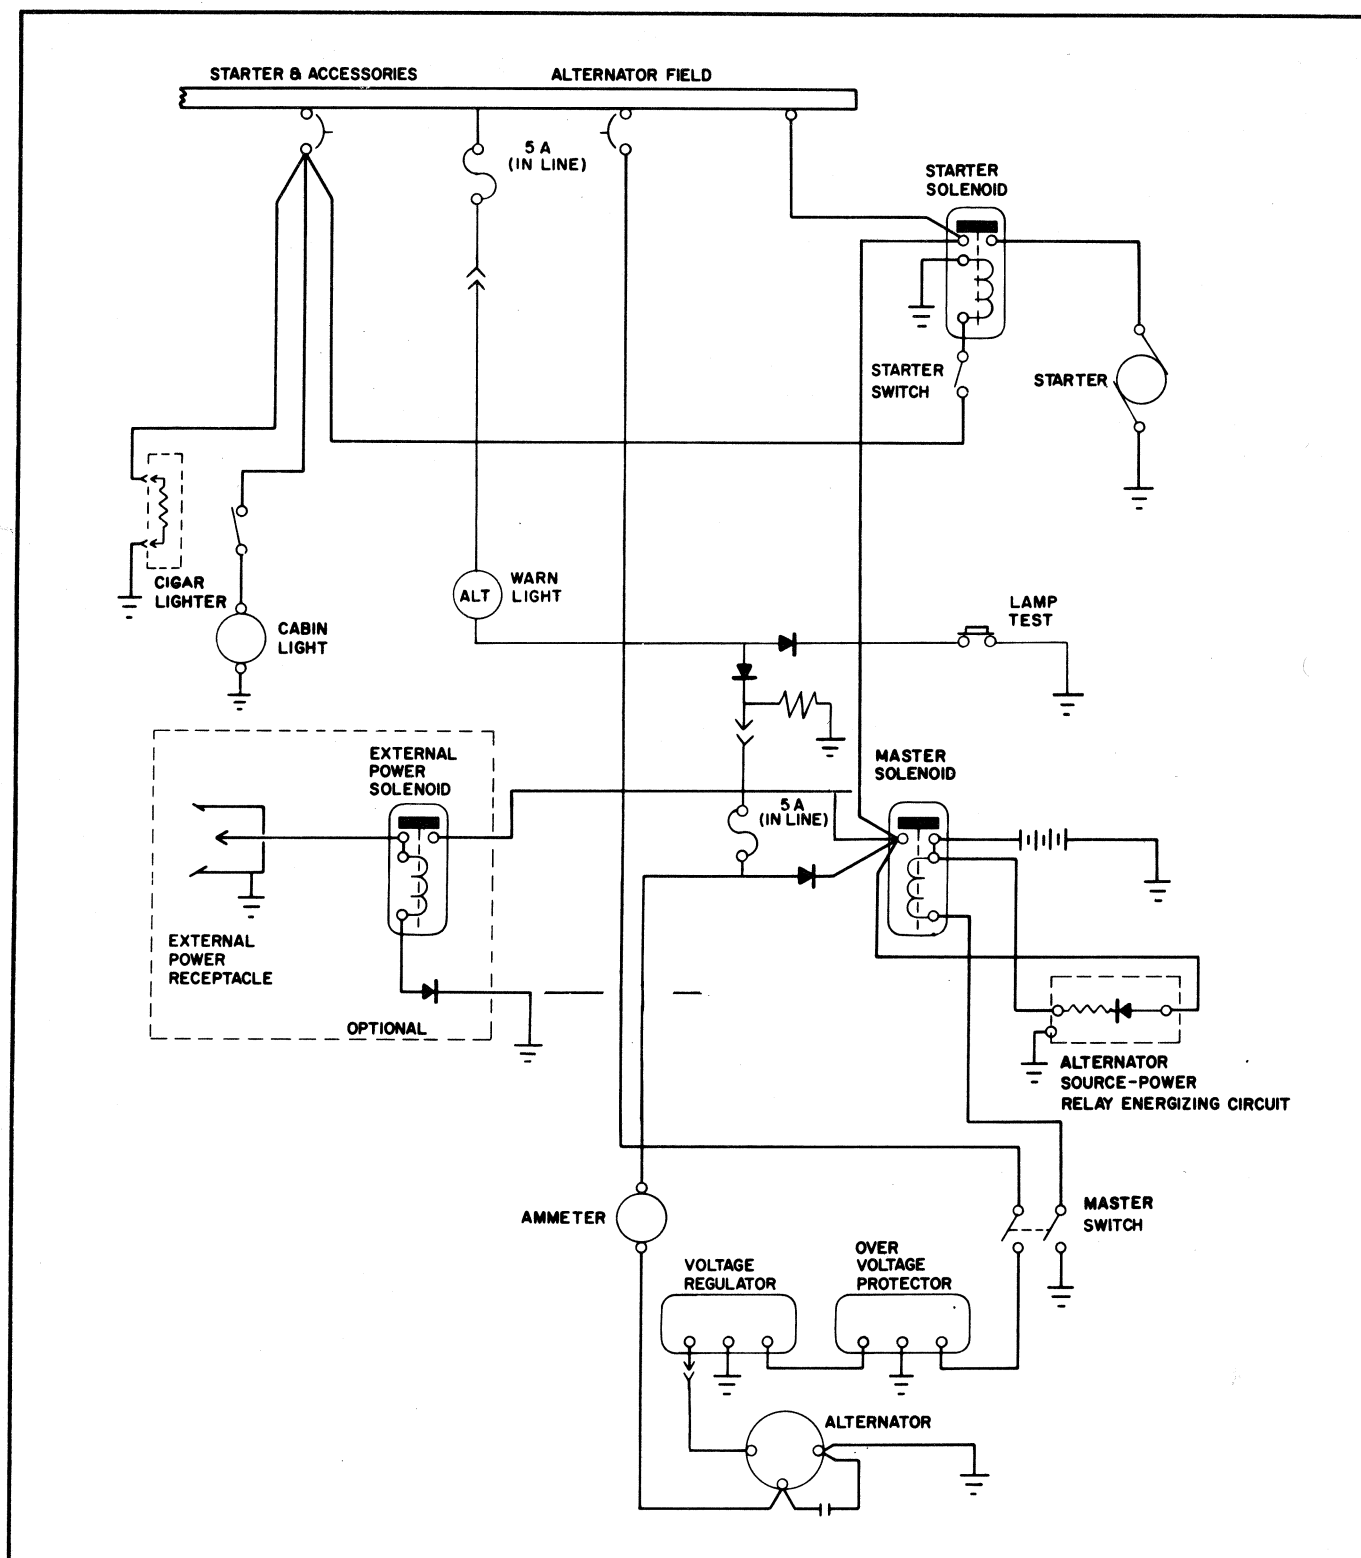 STARTER & ACCESSORIES
ALTERNATOR FIELD
5 A
(IN LINE)
STARTER
SOLENOID
STARTER
SWITCH
STARTER
CIGAR
LIGHTER
CABIN
LIGHT
ALT
WARN
LIGHT
LAMP
TEST
EXTERNAL
POWER
SOLENOID
MASTER
SOLENOID
5 A
(IN LINE)
EXTERNAL
POWER
RECEPTACLE
OPTIONAL
ALTERNATOR
SOURCE-POWER
RELAY ENERGIZING CIRCUIT
AMMETER
MASTER
SWITCH
VOLTAGE
REGULATOR
OVER
VOLTAGE
PROTECTOR
ALTERNATOR